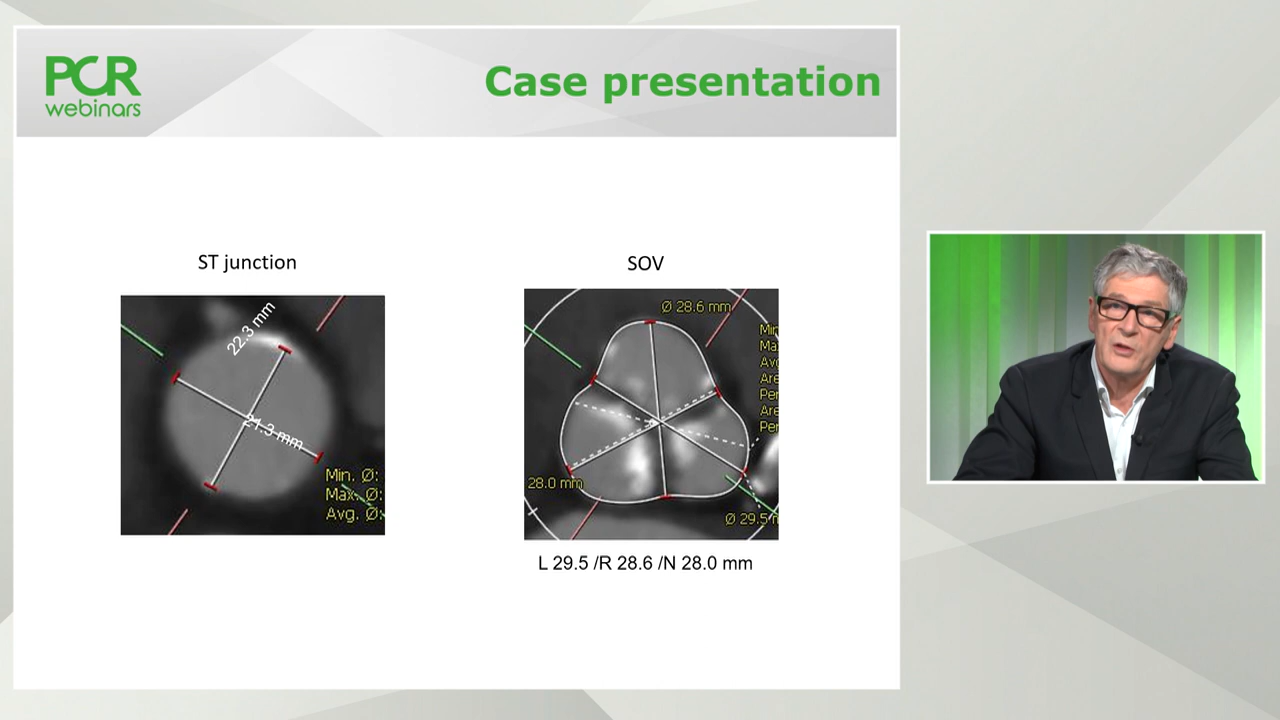 PCR
webinars
Case presentation
ST junction
22.3 mm
21.3 mm
Min. Ø:
Max. Ø:
Avg. Ø:
SOV
Ø 28.6 mm
28.0 mm
Ø 29.5
L 29.5 /R 28.6 /N 28.0 mm